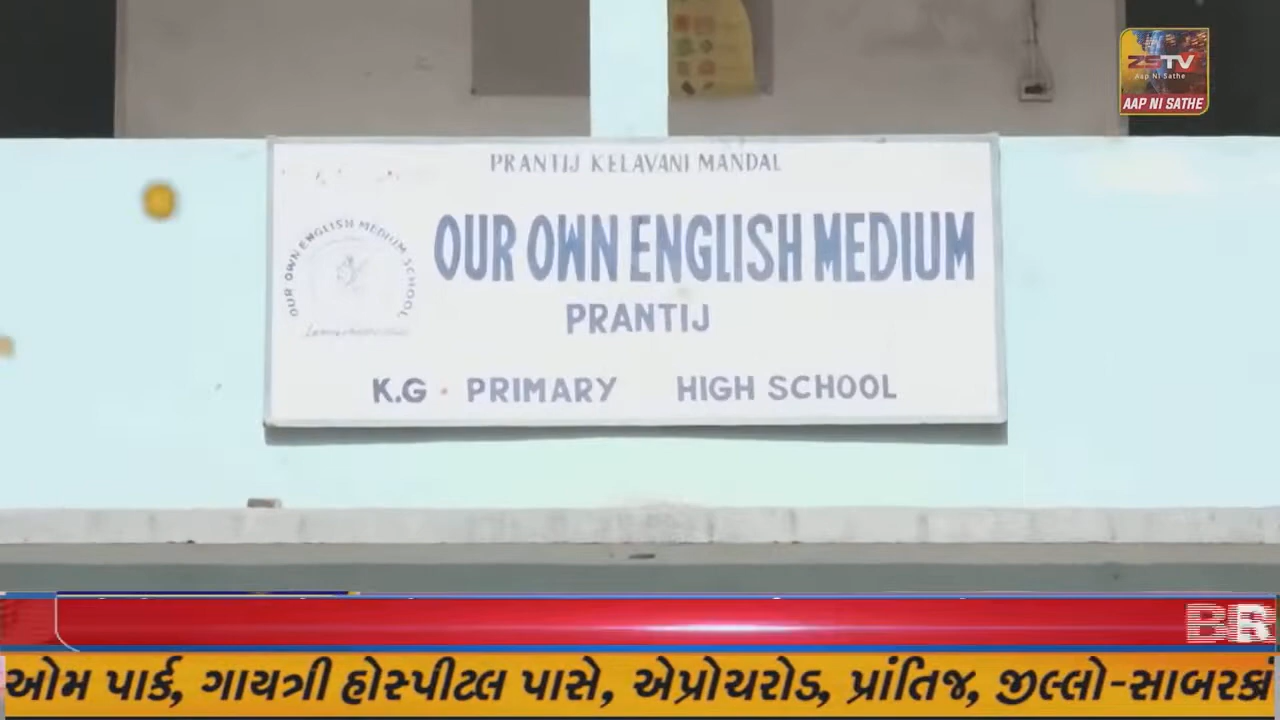 ZSTV
Aap Ni Sathe
AAP NI SATHE
PRANTIJ KELAVANI MANDAL
OUR OWN ENGLISH MEDIUM SCHOOL
OUR OWN ENGLISH MEDIUM
PRANTIJ
K.G · PRIMARY HIGH SCHOOL
BR
ઓમ પાર્ક, ગાયત્રી હોસ્પીટલ પાસે, એપ્રોચરોડ, પ્રાંતિજ, જીલ્લો-સાબરકાં